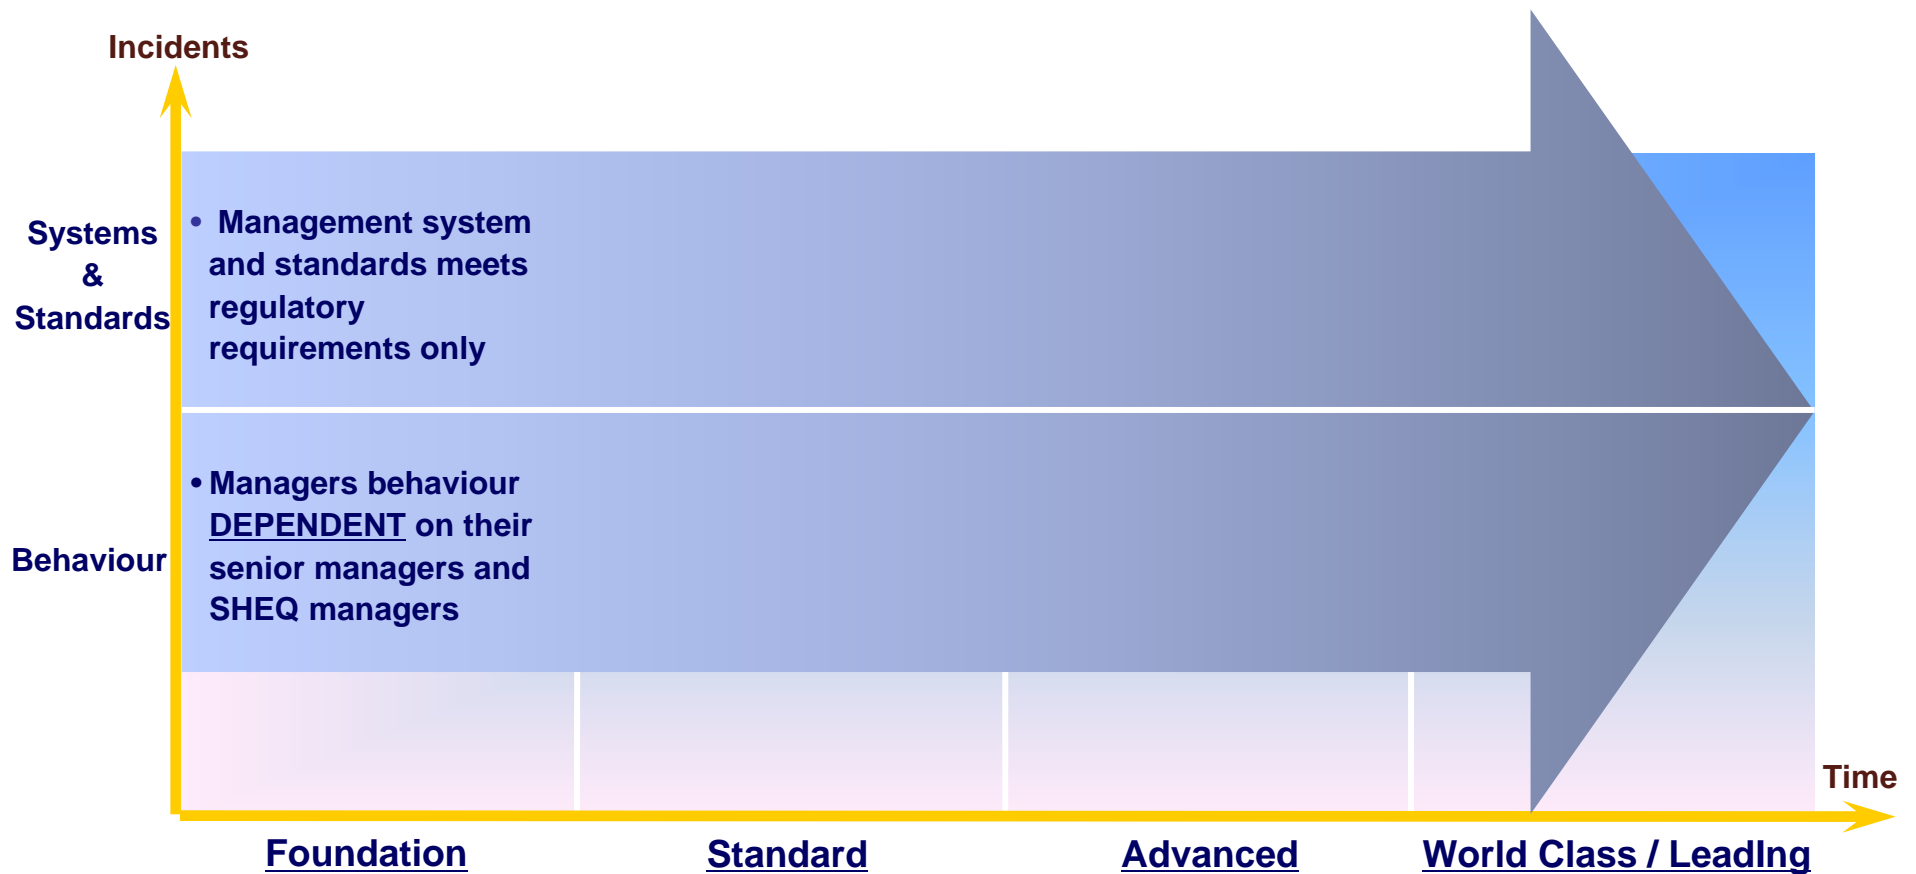 Incidents
Systems
&
Standards
• Management system
and standards meets
regulatory
requirements only
Behaviour
• Managers behaviour
DEPENDENT on their
senior managers and
SHEQ managers
Time
Foundation
Standard
Advanced
World Class / LeadIng